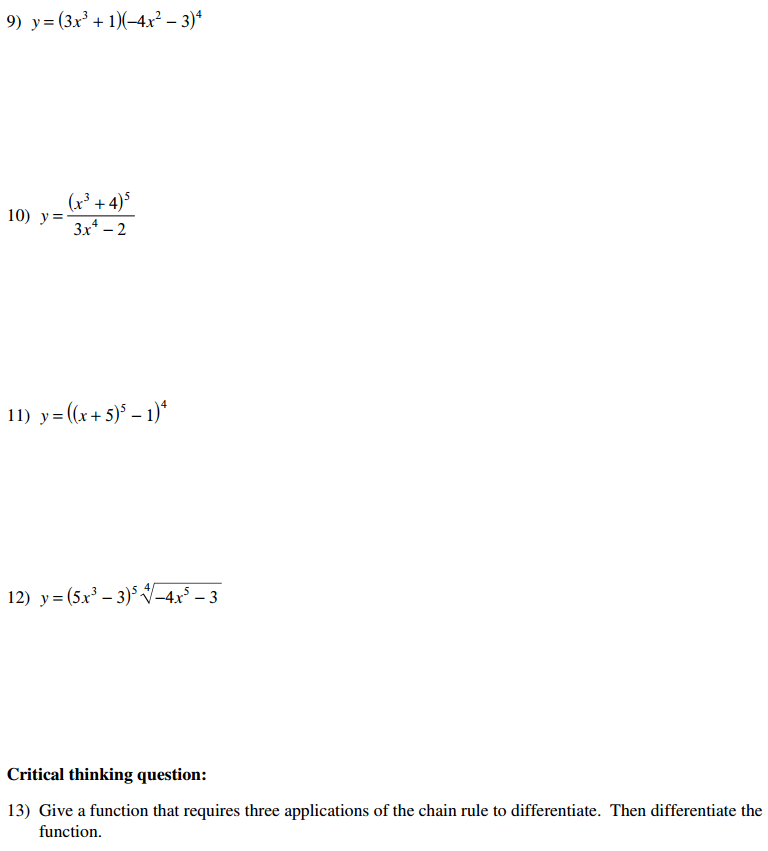 9) y = (3x³ + 1)(−4x² − 3)⁴
10) y = (x³ + 4)⁵ / 3x⁴ − 2
11) y = ((x + 5)⁵ − 1)⁴
12) y = (5x³ − 3)⁵ ∜−4x⁵ − 3
Critical thinking question:
13) Give a function that requires three applications of the chain rule to differentiate. Then differentiate the
function.